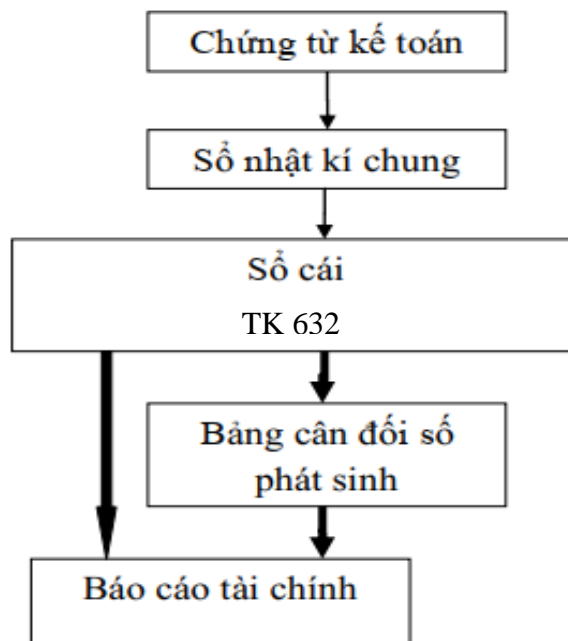 Chứng từ kế toán
Sổ nhật kí chung
Sổ cái
TK 632
Bảng cân đối số
phát sinh
Báo cáo tài chính